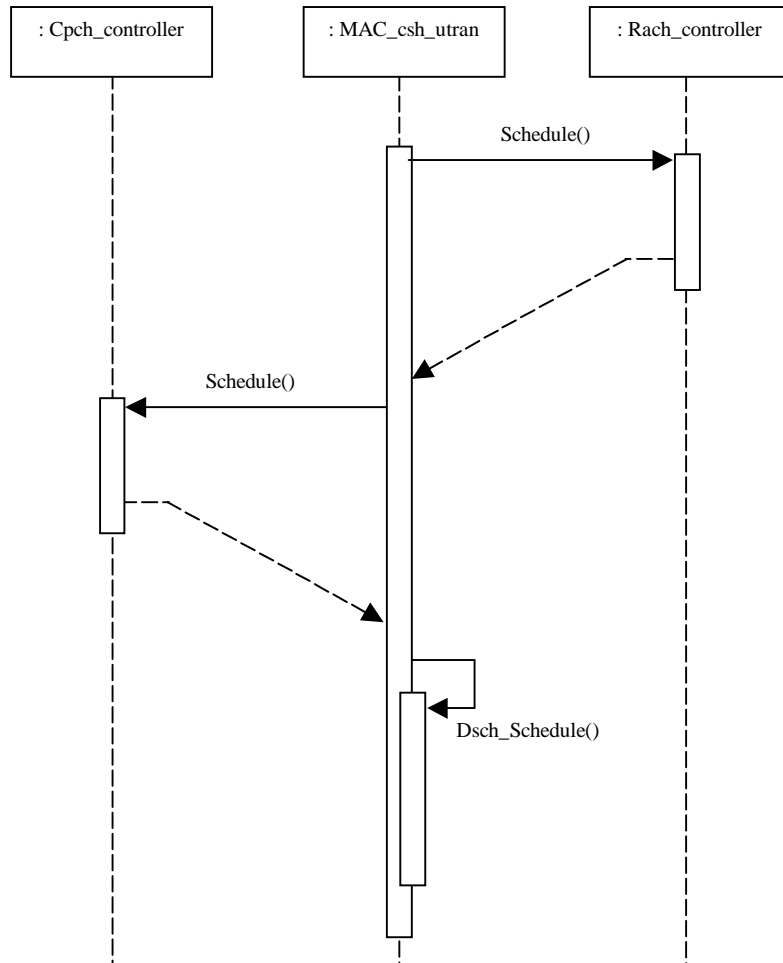 : Cpch_controller
: MAC_csh_utran
: Rach_controller
Schedule()
Schedule()
Dsch_Schedule()